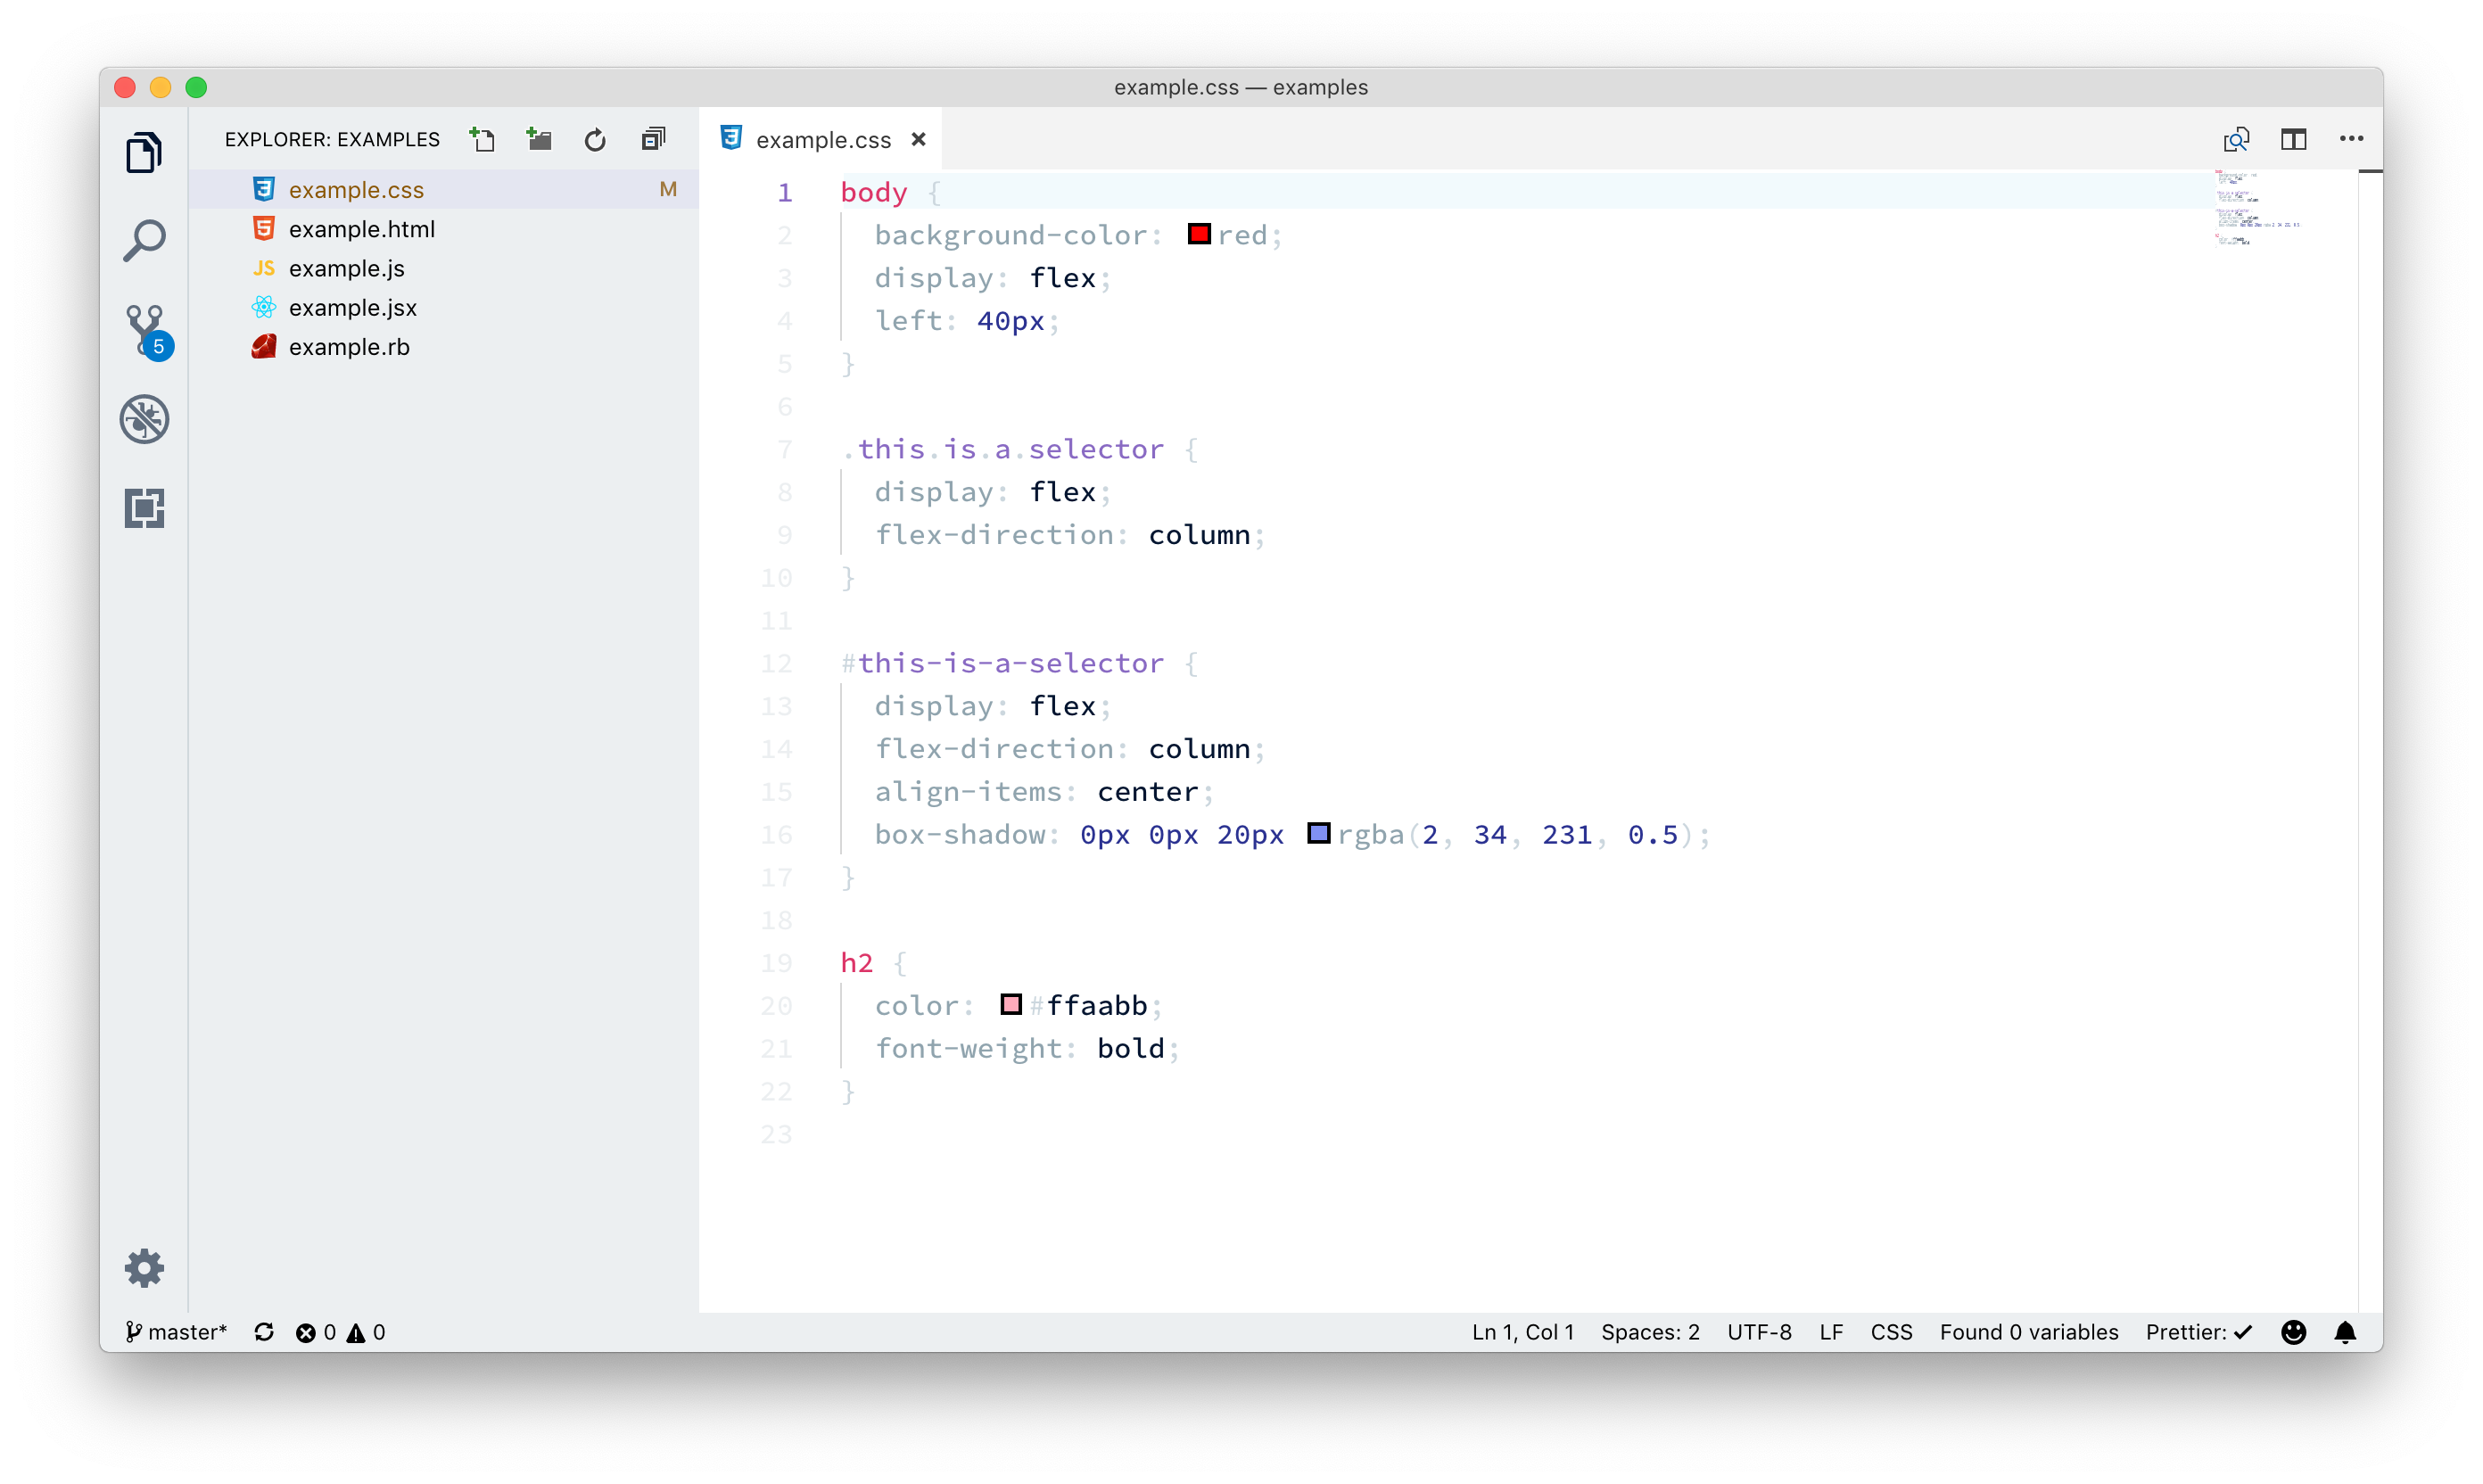 example.css — examples
EXPLORER: EXAMPLES
example.css M
example.html
JS example.js
example.jsx
example.rb
5
example.css
1 body {
2 background-color: red;
3 display: flex;
4 left: 40px;
5 }
6
7 .this.is.a.selector {
8 display: flex;
9 flex-direction: column;
10 }
11
12 #this-is-a-selector {
13 display: flex;
14 flex-direction: column;
15 align-items: center;
16 box-shadow: 0px 0px 20px rgba(2, 34, 231, 0.5);
17 }
18
19 h2 {
20 color: #ffaabb;
21 font-weight: bold;
22 }
23
master* 0 0 Ln 1, Col 1 Spaces: 2 UTF-8 LF CSS Found 0 variables Prettier: ✓